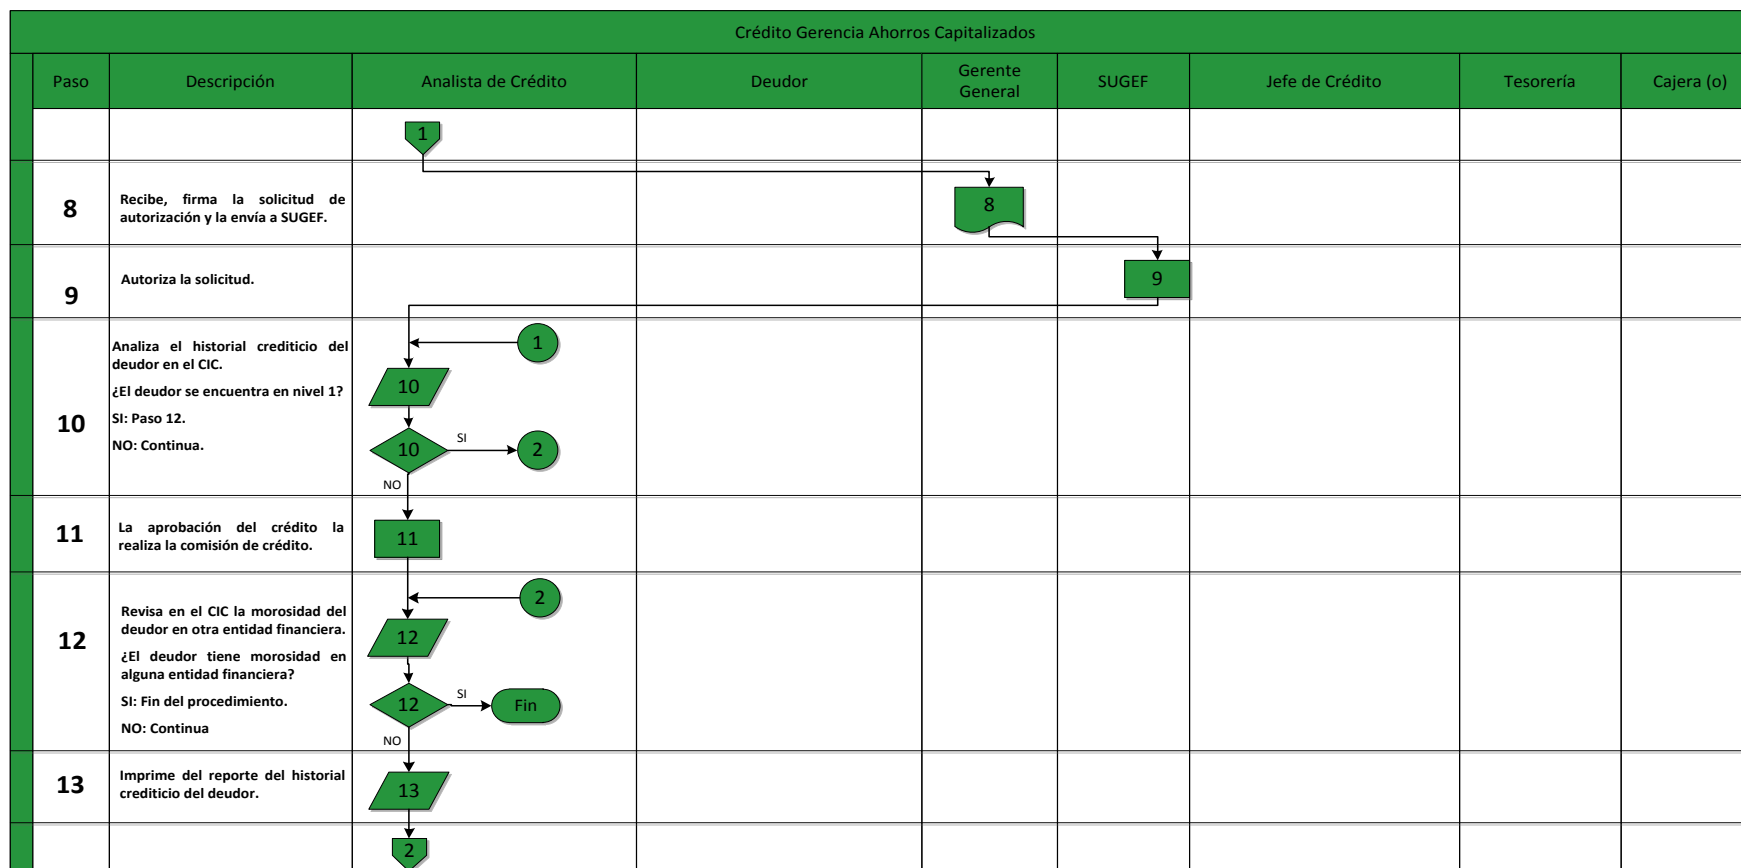 Crédito Gerencia Ahorros Capitalizados
Paso
Descripción
Analista de Crédito
Deudor
Gerente
General
SUGEF
Jefe de Crédito
Tesorería
Cajera (o)
1
8
Recibe, firma la solicitud de
autorización y la envía a SUGEF.
8
9
Autoriza la solicitud.
9
10
Analiza el historial crediticio del
deudor en el CIC.
¿El deudor se encuentra en nivel 1?
SI: Paso 12.
NO: Continua.
1
10
10
SI
2
NO
11
La aprobación del crédito la
realiza la comisión de crédito.
11
12
Revisa en el CIC la morosidad del
deudor en otra entidad financiera.
¿El deudor tiene morosidad en
alguna entidad financiera?
SI: Fin del procedimiento.
NO: Continua
2
12
12
SI
Fin
NO
13
Imprime del reporte del historial
crediticio del deudor.
13
2